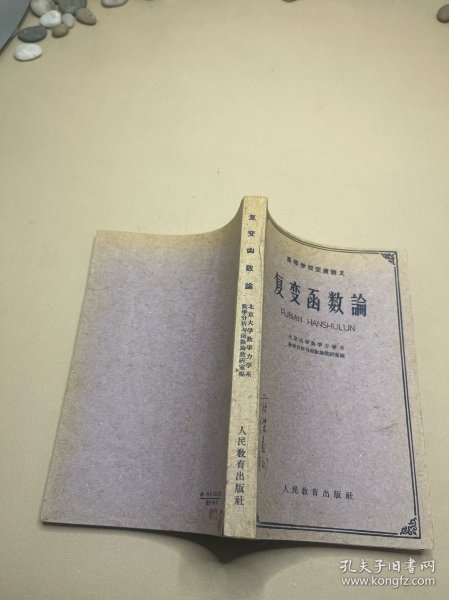 复变函数論
北京大学数学力学系
数学分析与函数論教研室編
人民教育出版社
高等学校交流講义
复变函数論
FUBIAN HANSHULUN
北京大学数学力学系
数学分析与函数論教研室編
人民教育出版社
孔夫子旧书网
www.kongfz.com